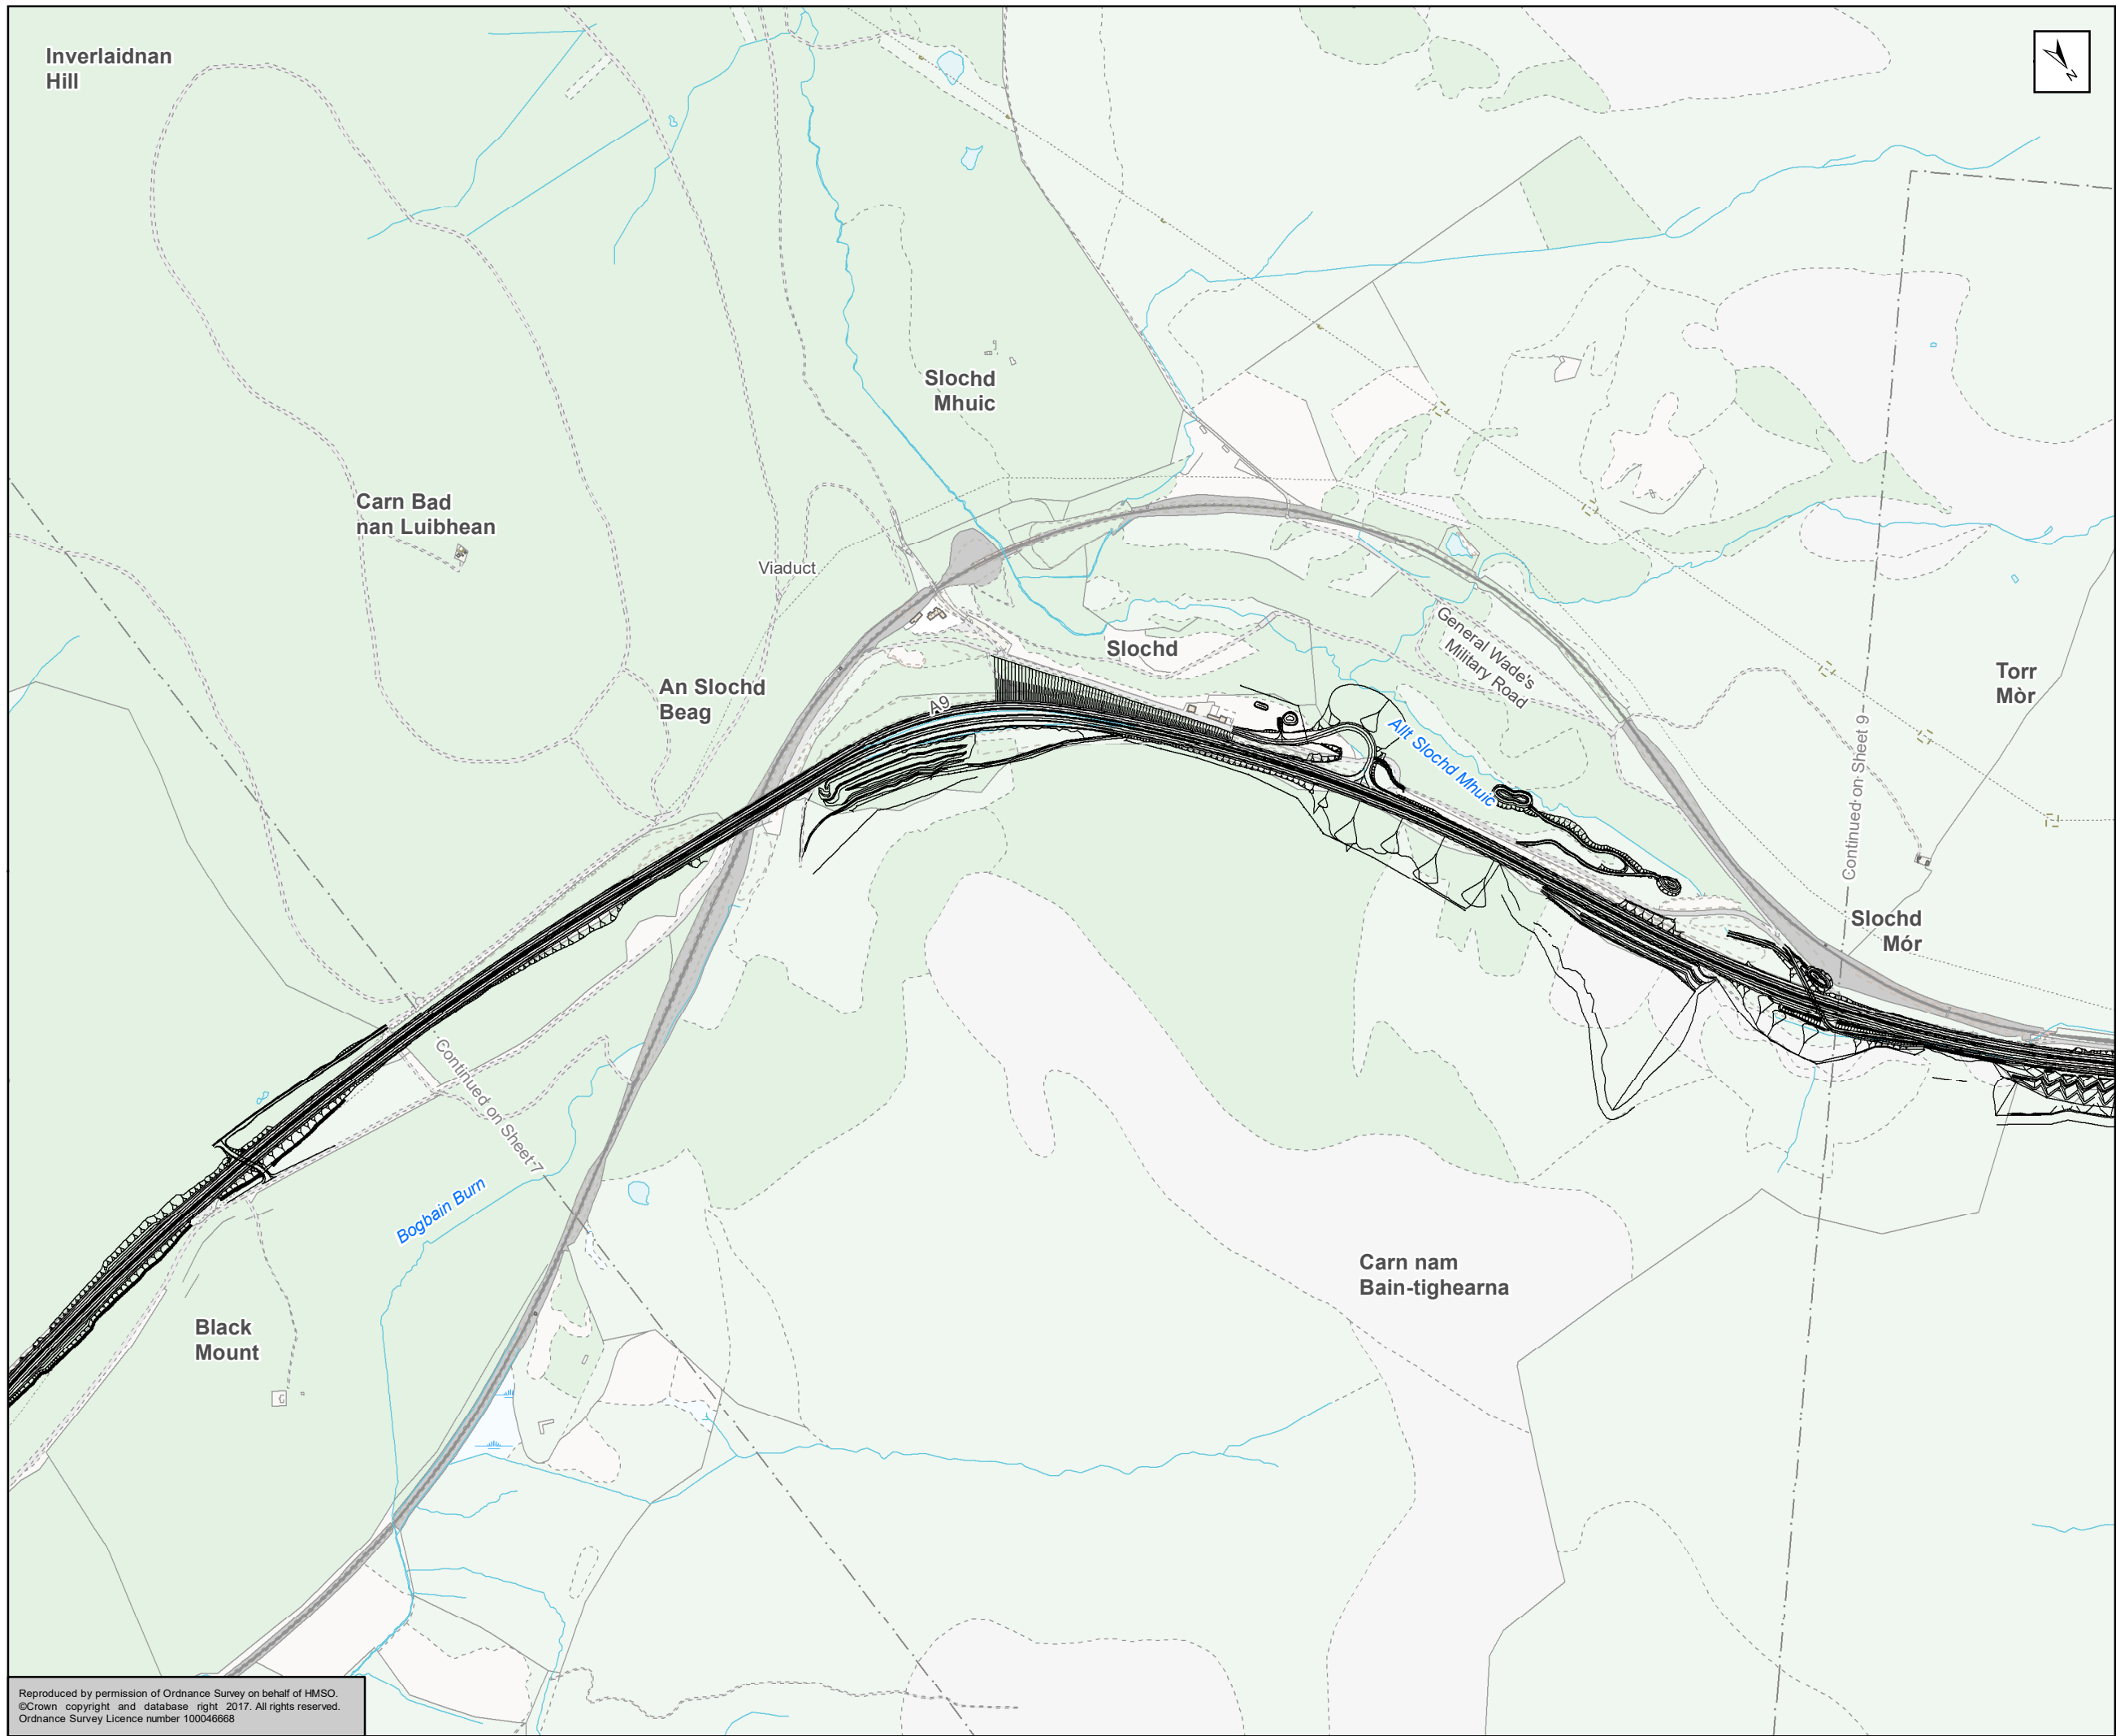 Inverlaidnan
Hill
N
Slochd
Mhuic
Carn Bad
nan Luibhean
Viaduct
General Wade's
Military Road
Slochd
Torr
Mòr
An Slochd
Beag
A9
Allt Slochd Mhuic
Continued on Sheet 9
Slochd
Mór
Continued on Sheet 7
Bogbain Burn
Carn nam
Bain-tighearna
Black
Mount
Reproduced by permission of Ordnance Survey on behalf of HMSO.
©Crown copyright and database right 2017. All rights reserved.
Ordnance Survey Licence number 100046668